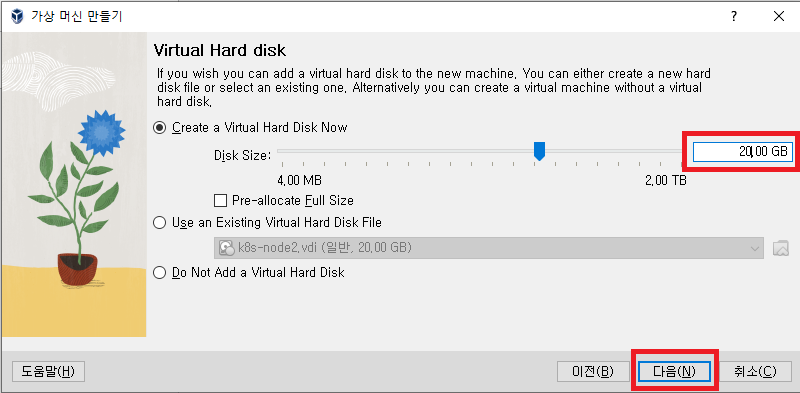 가상 머신 만들기
Virtual Hard disk
If you wish you can add a virtual hard disk to the new machine. You can either create a new hard
disk file or select an existing one. Alternatively you can create a virtual machine without a virtual
hard disk.
Create a Virtual Hard Disk Now
Disk Size:
20.00 GB
4.00 MB
2.00 TB
Pre-allocate Full Size
Use an Existing Virtual Hard Disk File
k8s-node2.vdi (일반, 20.00 GB)
Do Not Add a Virtual Hard Disk
도움말(H)
이전(B)
다음(N)
취소(C)